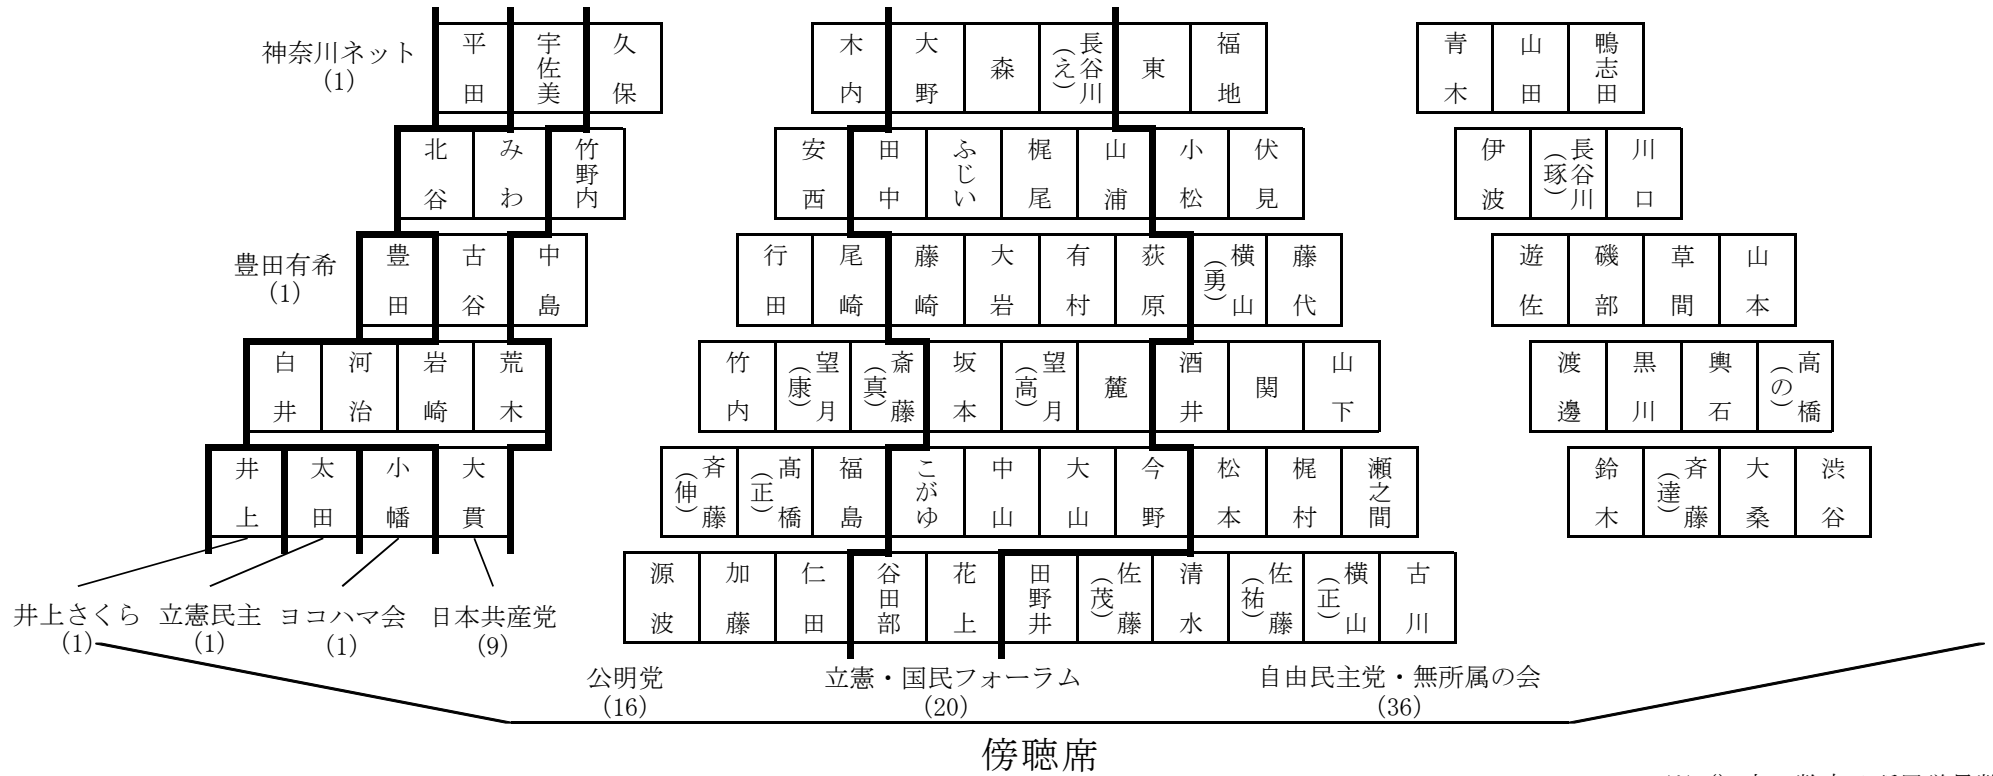 神奈川ネット
(1)
平田 宇佐美 久保 木内 大野 森 長谷川(え) 東 福地 青木 山田 鴨志田
北谷 みわ 竹野内 安西 田中 ふじい 梶尾 山浦 小松 伏見 伊波 長谷川(琢) 川口
豊田有希
(1)
豊田 古谷 中島 行田 尾崎 藤崎 大岩 有村 荻原 横山(勇) 藤代 遊佐 磯部 草間 山本
白井 河治 岩崎 荒木 竹内 望月(康) 斎藤(真) 坂本 望月(高) 麓 酒井 関 山下 渡邊 黒川 輿石 高橋(の)
井上 太田 小幡 大貫 斉藤(伸) 髙橋(正) 福島 こがゆ 中山 大山 今野 松本 梶村 瀬之間 鈴木 斉藤(達) 大桑 渋谷
源波 加藤 仁田 谷田部 花上 田野井 佐藤(茂) 清水 佐藤(祐) 横山(正) 古川
井上さくら
(1)
立憲民主
(1)
ヨコハマ会
(1)
日本共産党
(9)
公明党
(16)
立憲・国民フォーラム
(20)
自由民主党・無所属の会
(36)
傍聴席